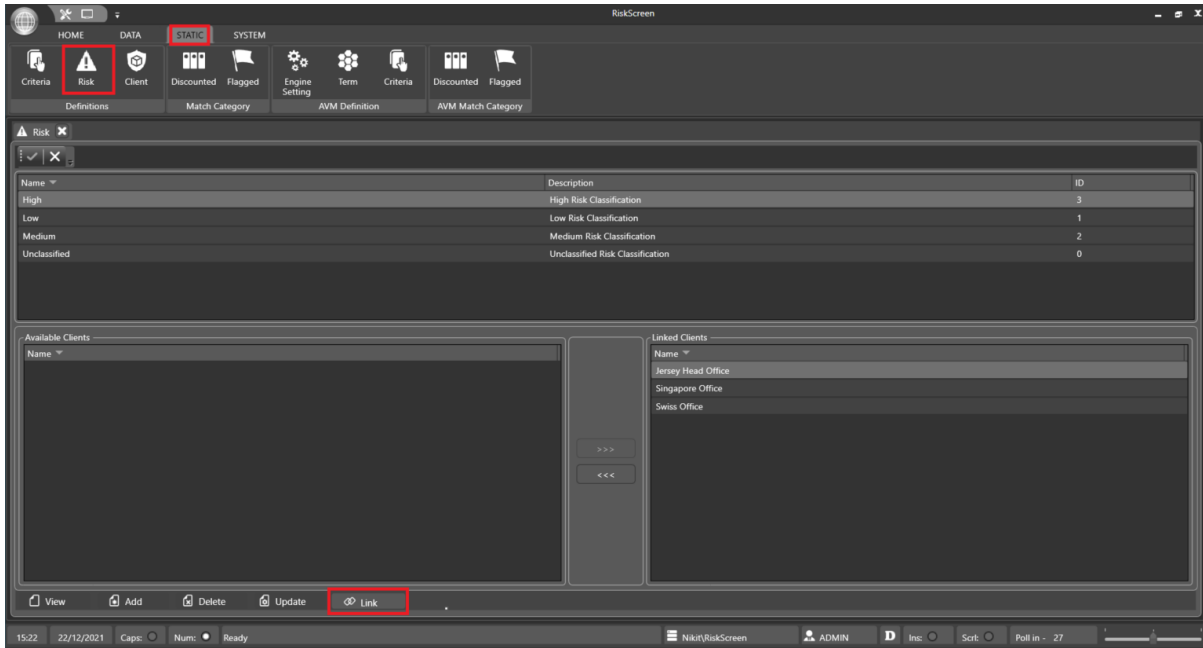 RiskScreen
HOME DATA STATIC SYSTEM
Criteria Risk Client Discounted Flagged Engine Setting Term Criteria Discounted Flagged
Definitions Match Category AVM Definition AVM Match Category
Risk
Name Description ID
High High Risk Classification 3
Low Low Risk Classification 1
Medium Medium Risk Classification 2
Unclassified Unclassified Risk Classification 0
Available Clients
Name
>>>
<<<
Linked Clients
Name
Jersey Head Office
Singapore Office
Swiss Office
View Add Delete Update Link
15:22 22/12/2021 Caps: Num: Ready Nikit\RiskScreen ADMIN D Ins: Scrl: Poll in - 27